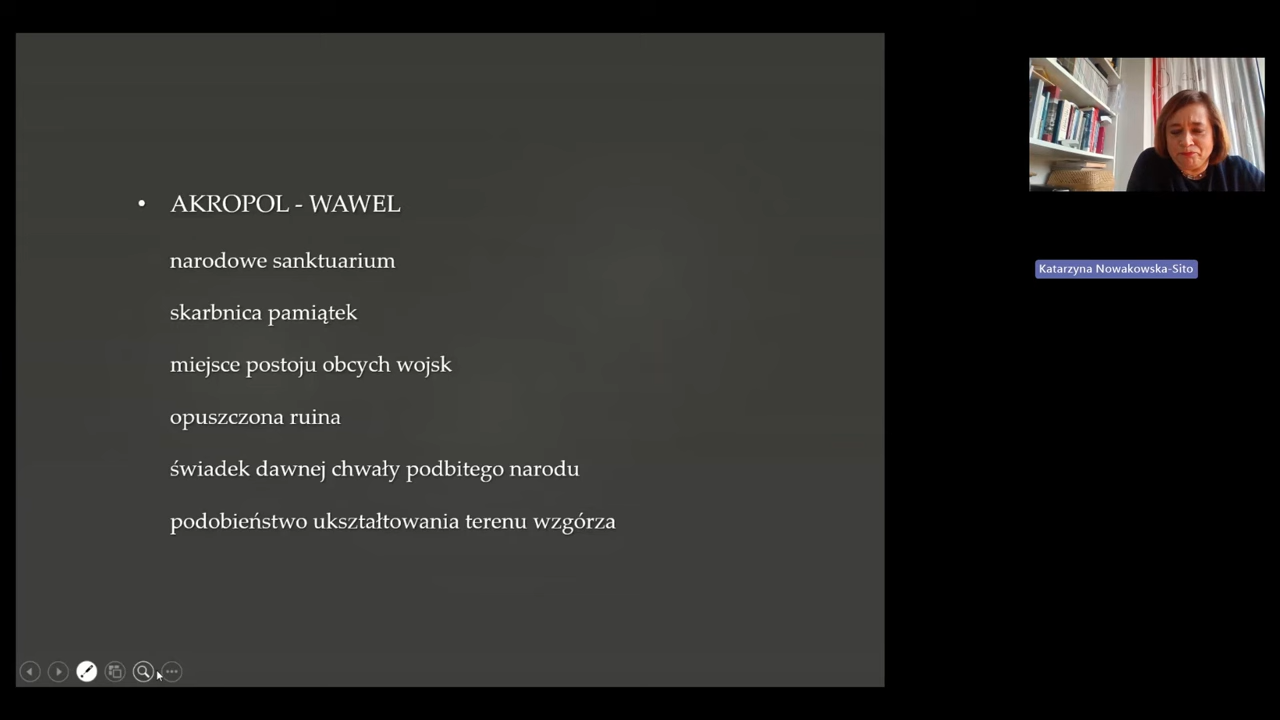 • AKROPOL - WAWEL
narodowe sanktuarium
skarbnica pamiątek
miejsce postoju obcych wojsk
opuszczona ruina
świadek dawnej chwały podbitego narodu
podobieństwo ukształtowania terenu wzgórza
Katarzyna Nowakowska-Sito